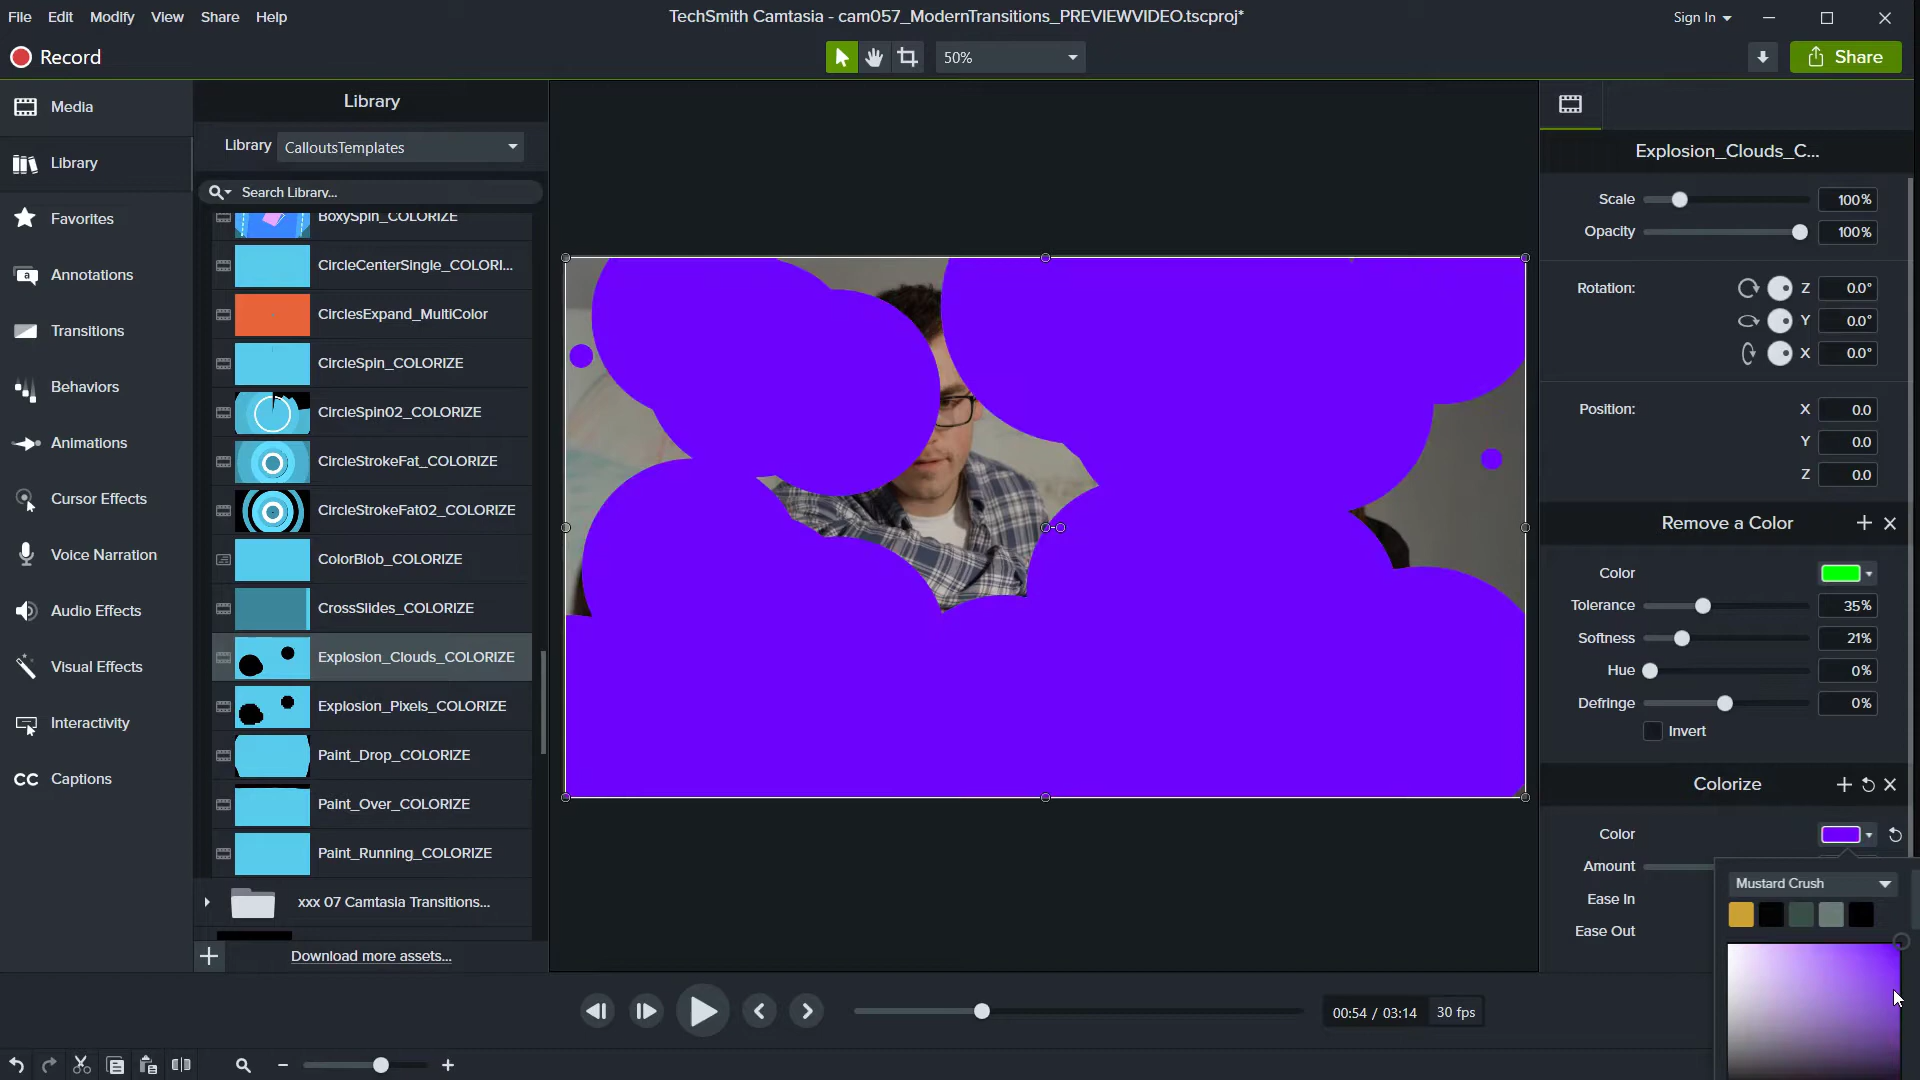 File Edit Modify View Share Help
TechSmith Camtasia - cam057_ModernTransitions_PREVIEWVIDEO.tscproj*
Sign In
Record
50%
Share
Media
Library
Favorites
Annotations
Transitions
Behaviors
Animations
Cursor Effects
Voice Narration
Audio Effects
Visual Effects
Interactivity
CC Captions
Library
Library CalloutsTemplates
Search Library...
BoxySpin_COLORIZE
CircleCenterSingle_COLORI...
CirclesExpand_MultiColor
CircleSpin_COLORIZE
CircleSpin02_COLORIZE
CircleStrokeFat_COLORIZE
CircleStrokeFat02_COLORIZE
ColorBlob_COLORIZE
CrossSlides_COLORIZE
Explosion_Clouds_COLORIZE
Explosion_Pixels_COLORIZE
Paint_Drop_COLORIZE
Paint_Over_COLORIZE
Paint_Running_COLORIZE
xxx 07 Camtasia Transitions...
Download more assets...
Explosion_Clouds_C...
Scale 100%
Opacity 100%
Rotation: Z 0.0°
Y 0.0°
X 0.0°
Position: X 0.0
Y 0.0
Z 0.0
Remove a Color
Color
Tolerance 35%
Softness 21%
Hue 0%
Defringe 0%
Invert
Colorize
Color
Amount
Ease In
Ease Out
Mustard Crush
00:54 / 03:14 30 fps